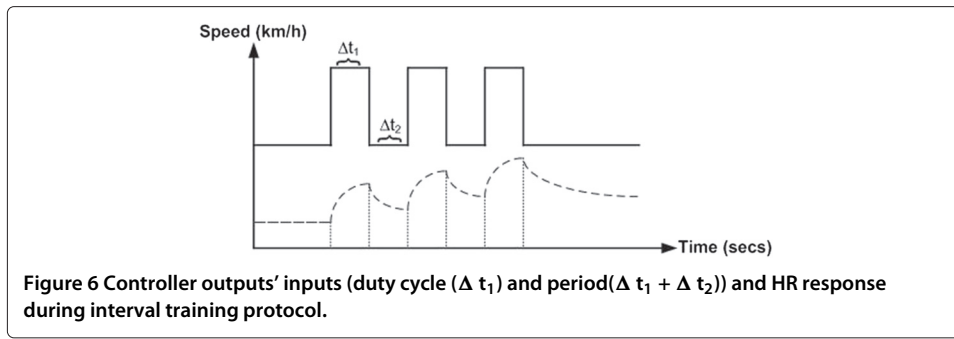 Speed (km/h)
Δt₁
Δt₂
Time (secs)
Figure 6 Controller outputs’ inputs (duty cycle (Δ t₁) and period(Δ t₁ + Δ t₂)) and HR response
during interval training protocol.